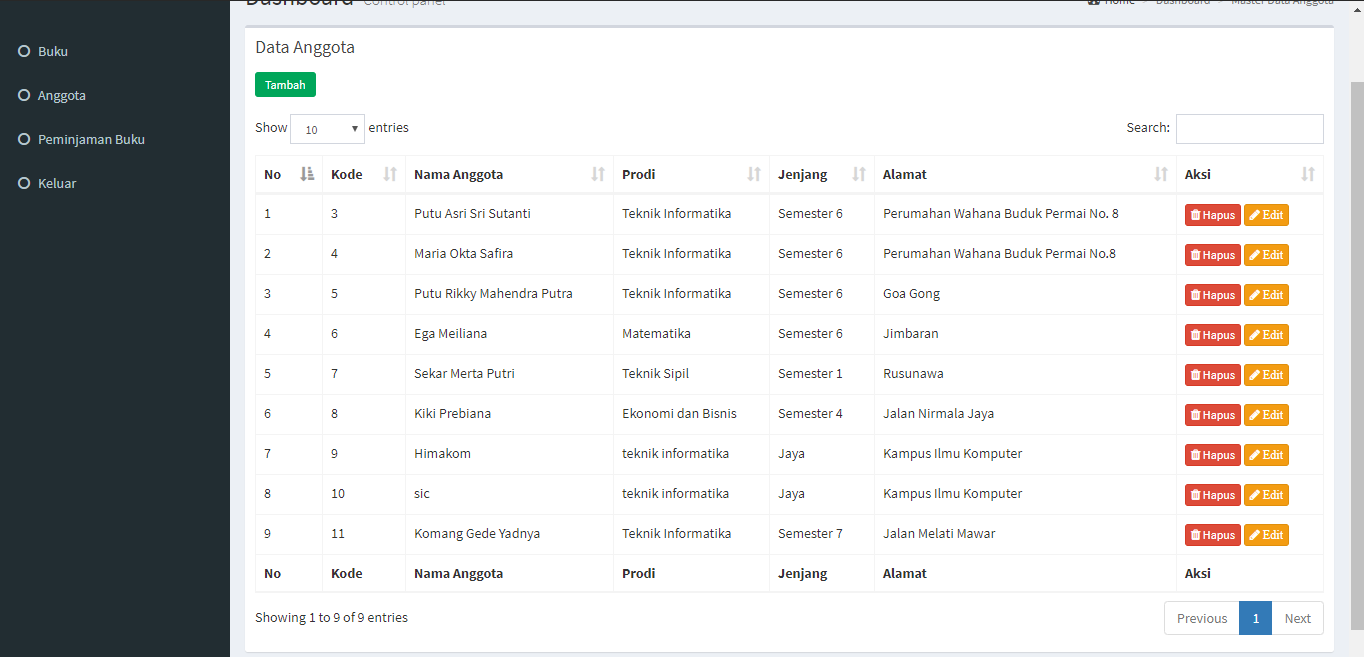 Dashboard Control panel
Home > Dashboard > Master Data Anggota
Buku
Anggota
Peminjaman Buku
Keluar
Data Anggota
Tambah
Show 10 entries
Search:
No Kode Nama Anggota Prodi Jenjang Alamat Aksi
1 3 Putu Asri Sri Sutanti Teknik Informatika Semester 6 Perumahan Wahana Buduk Permai No. 8 Hapus Edit
2 4 Maria Okta Safira Teknik Informatika Semester 6 Perumahan Wahana Buduk Permai No.8 Hapus Edit
3 5 Putu Rikky Mahendra Putra Teknik Informatika Semester 6 Goa Gong Hapus Edit
4 6 Ega Meiliana Matematika Semester 6 Jimbaran Hapus Edit
5 7 Sekar Merta Putri Teknik Sipil Semester 1 Rusunawa Hapus Edit
6 8 Kiki Prebiana Ekonomi dan Bisnis Semester 4 Jalan Nirmala Jaya Hapus Edit
7 9 Himakom teknik informatika Jaya Kampus Ilmu Komputer Hapus Edit
8 10 sic teknik informatika Jaya Kampus Ilmu Komputer Hapus Edit
9 11 Komang Gede Yadnya Teknik Informatika Semester 7 Jalan Melati Mawar Hapus Edit
No Kode Nama Anggota Prodi Jenjang Alamat Aksi
Showing 1 to 9 of 9 entries
Previous 1 Next